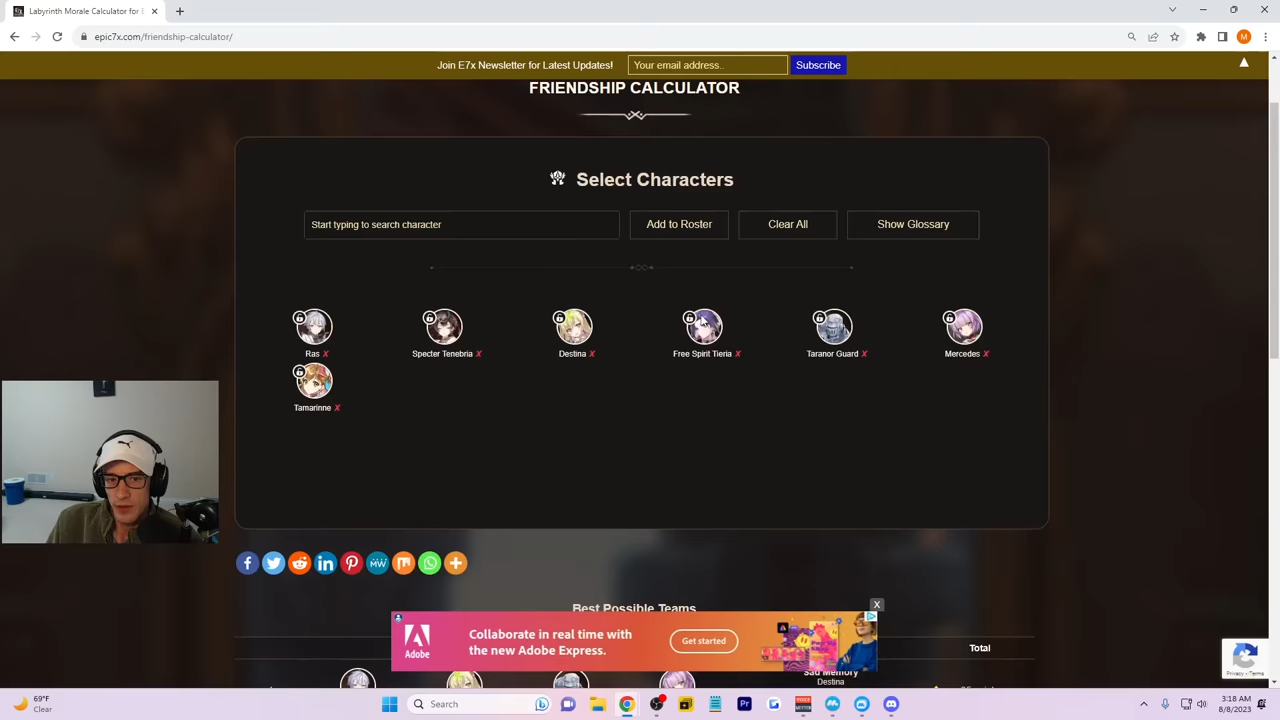 Labyrinth Morale Calculator for E
epic7x.com/friendship-calculator/
M
Join E7x Newsletter for Latest Updates!
Your email address..
Subscribe
FRIENDSHIP CALCULATOR
Select Characters
Start typing to search character
Add to Roster
Clear All
Show Glossary
Ras ✗
Specter Tenebria ✗
Destina ✗
Free Spirit Tieria ✗
Taranor Guard ✗
Mercedes ✗
Tamarinne ✗
Best Possible Teams
X
Adobe
Collaborate in real time with
the new Adobe Express.
Get started
Total
Sad Memory
Destina
Privacy - Terms
69°F
Clear
Search
Pr
3:18 AM
8/8/2023